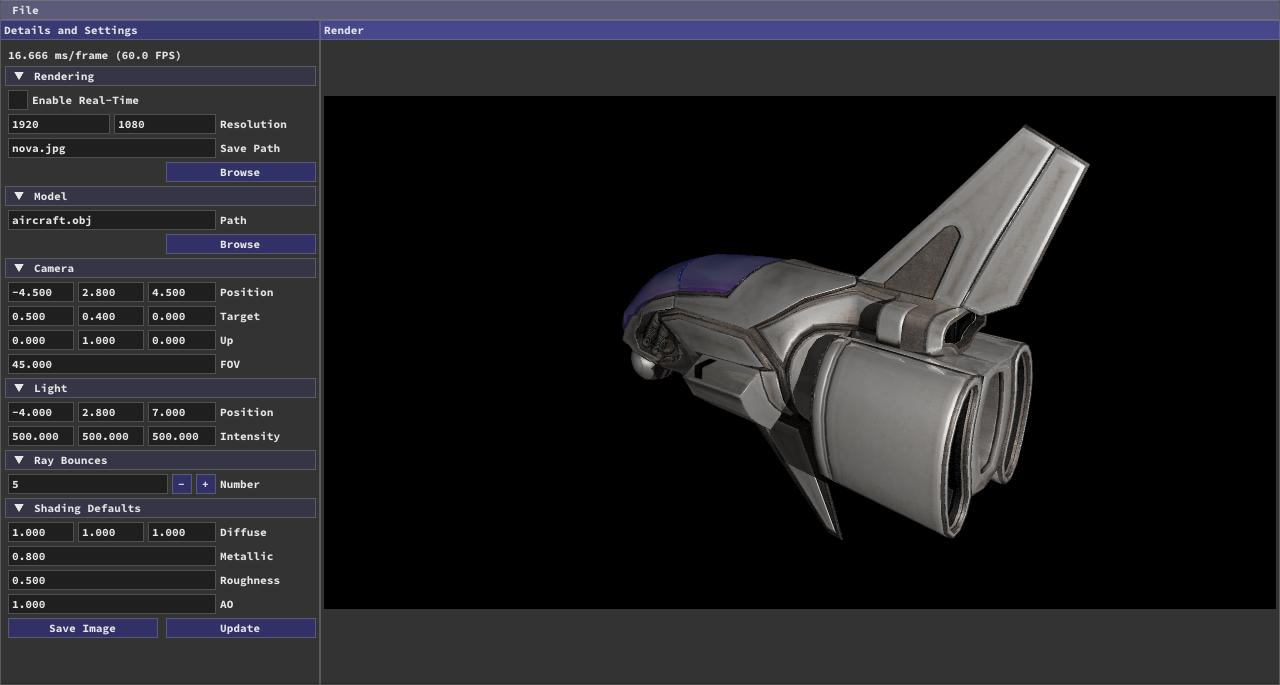 File
Details and Settings
Render
16.666 ms/frame (60.0 FPS)
Rendering
Enable Real-Time
1920 1080 Resolution
nova.jpg Save Path
Browse
Model
aircraft.obj Path
Browse
Camera
-4.500 2.800 4.500 Position
0.500 0.400 0.000 Target
0.000 1.000 0.000 Up
45.000 FOV
Light
-4.000 2.800 7.000 Position
500.000 500.000 500.000 Intensity
Ray Bounces
5 - + Number
Shading Defaults
1.000 1.000 1.000 Diffuse
0.800 Metallic
0.500 Roughness
1.000 AO
Save Image Update